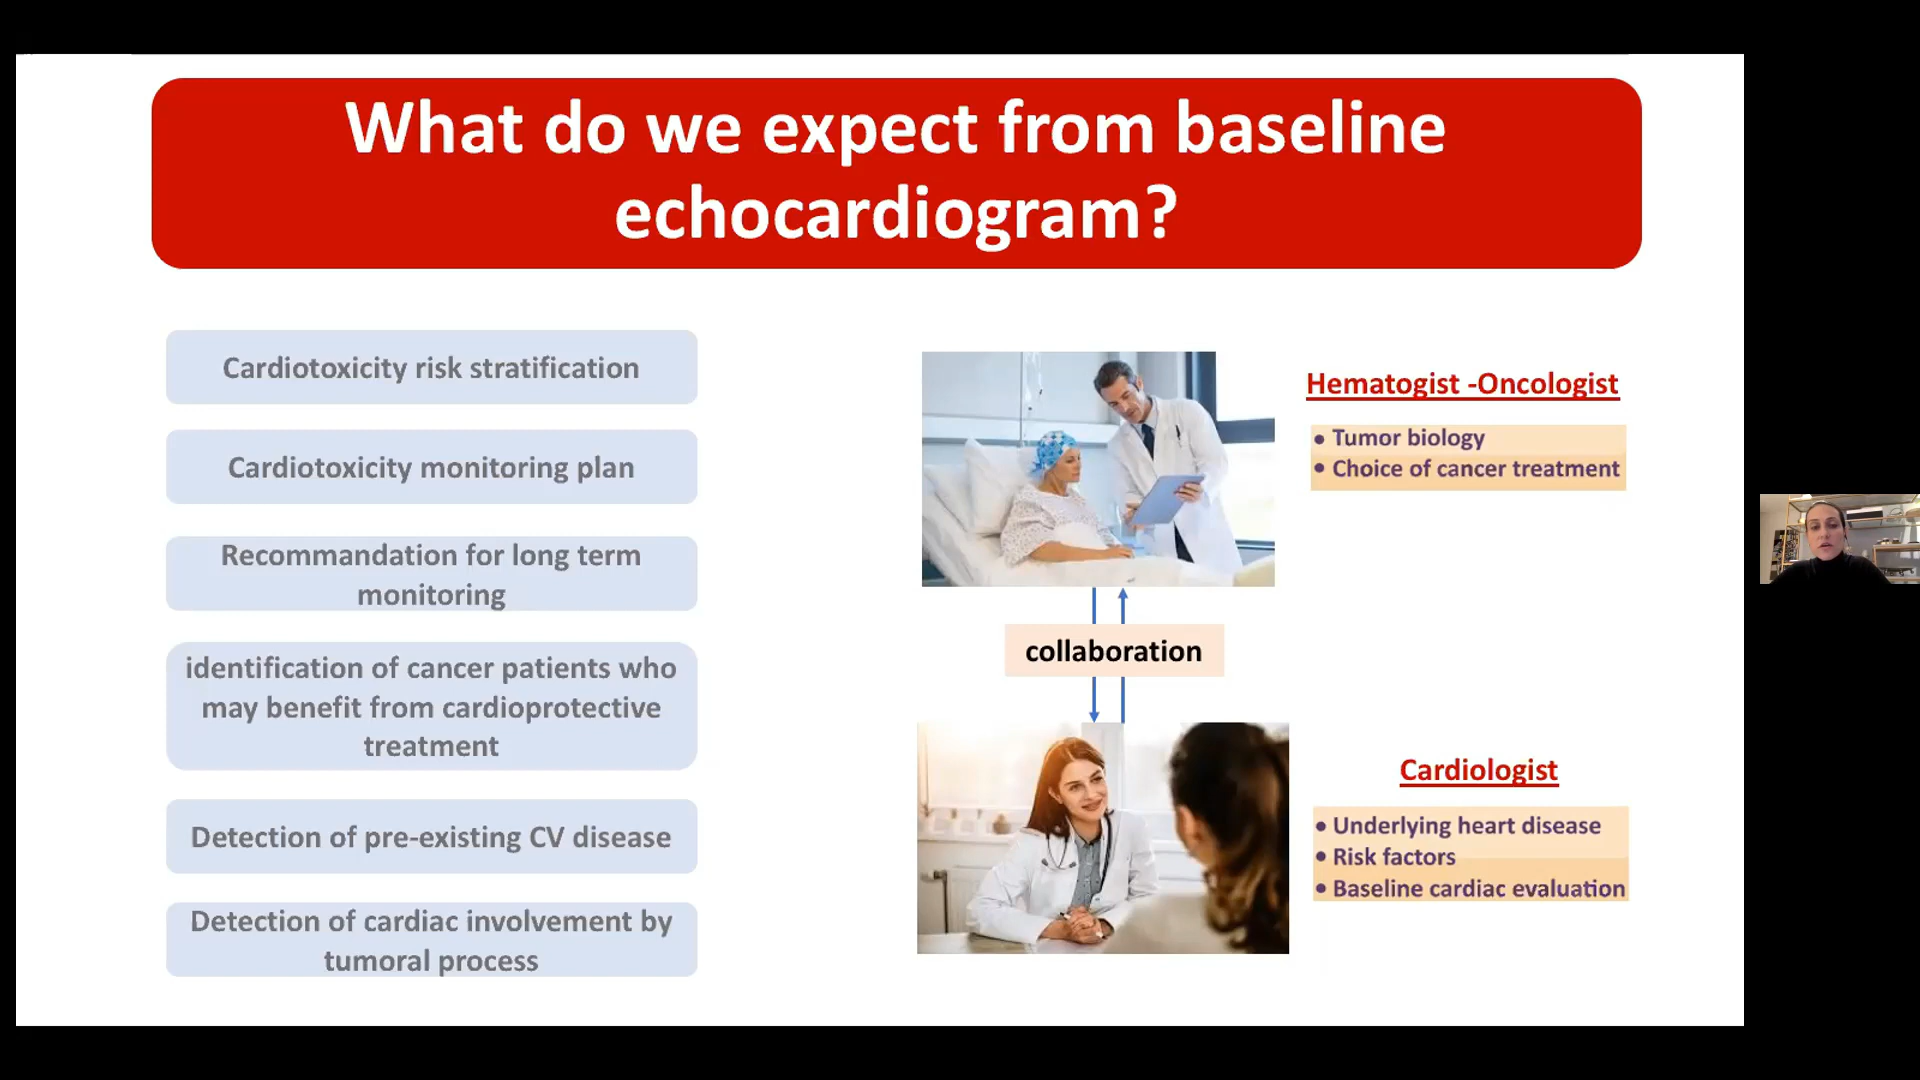 What do we expect from baseline
echocardiogram?
Cardiotoxicity risk stratification
Cardiotoxicity monitoring plan
Recommandation for long term
monitoring
identification of cancer patients who
may benefit from cardioprotective
treatment
Detection of pre-existing CV disease
Detection of cardiac involvement by
tumoral process
Hematogist -Oncologist
• Tumor biology
• Choice of cancer treatment
collaboration
Cardiologist
• Underlying heart disease
• Risk factors
• Baseline cardiac evaluation